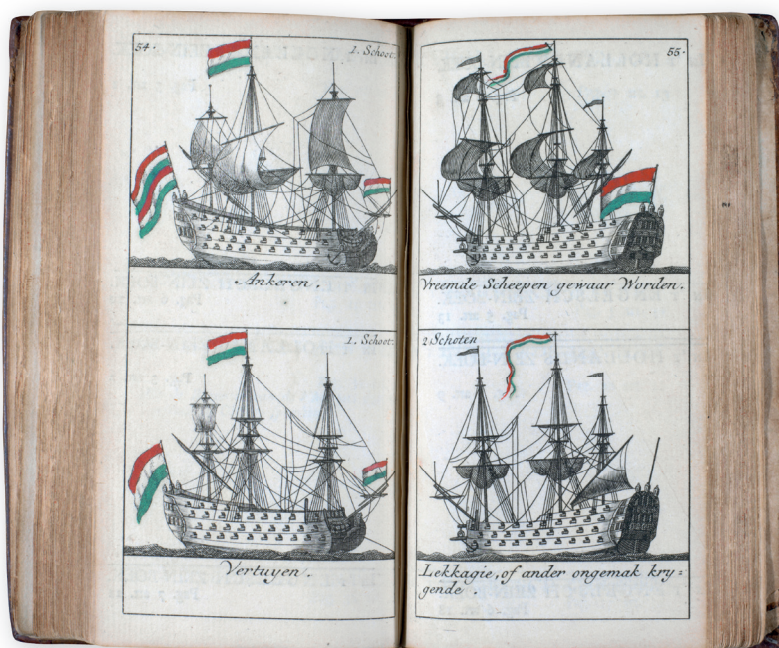 54.
1. Schoot.
Ankeren.
1. Schoot.
Vertuyen.
55.
Vreemde Scheepen gewaar Worden.
2 Schoten
Lekkagie, of ander ongemak kry=
gende.